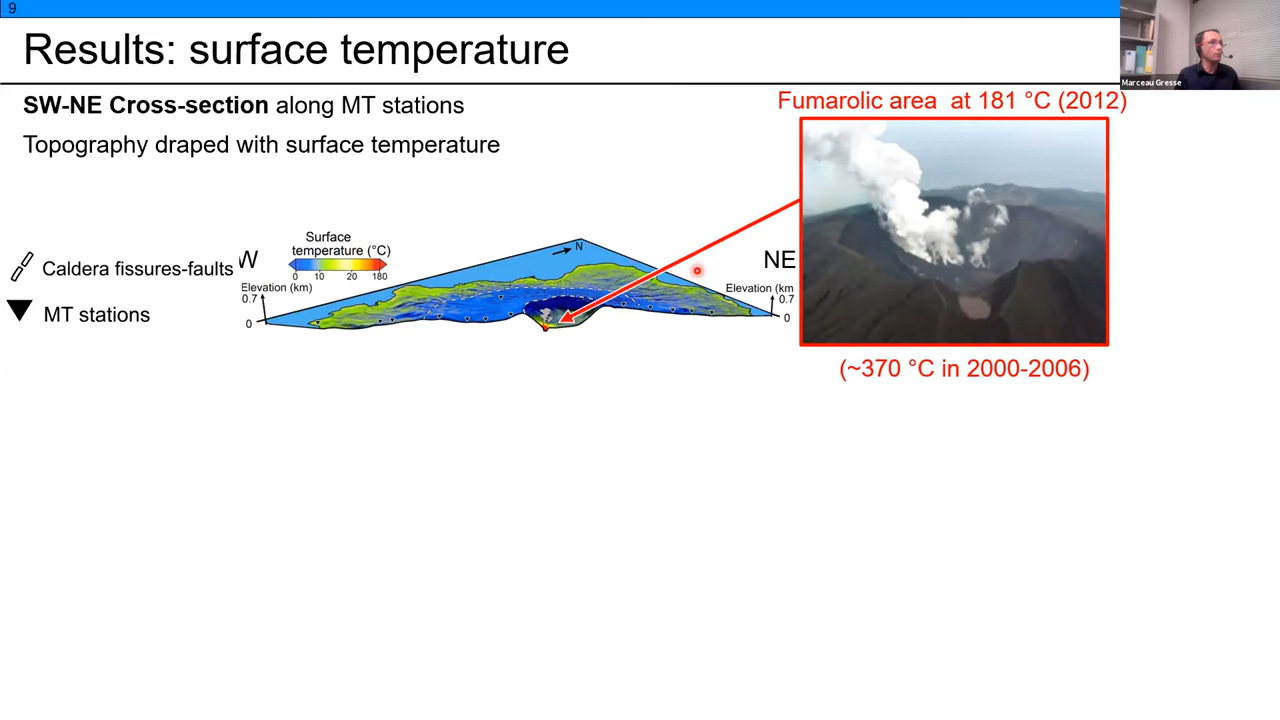 9
Results: surface temperature
Marceau Gresse
SW-NE Cross-section along MT stations
Fumarolic area at 181 °C (2012)
Topography draped with surface temperature
Surface
temperature (°C)
0 10 20 180
N
W
NE
Caldera fissures-faults
Elevation (km)
0.7
0
Elevation (km
0.7
0
MT stations
(~370 °C in 2000-2006)